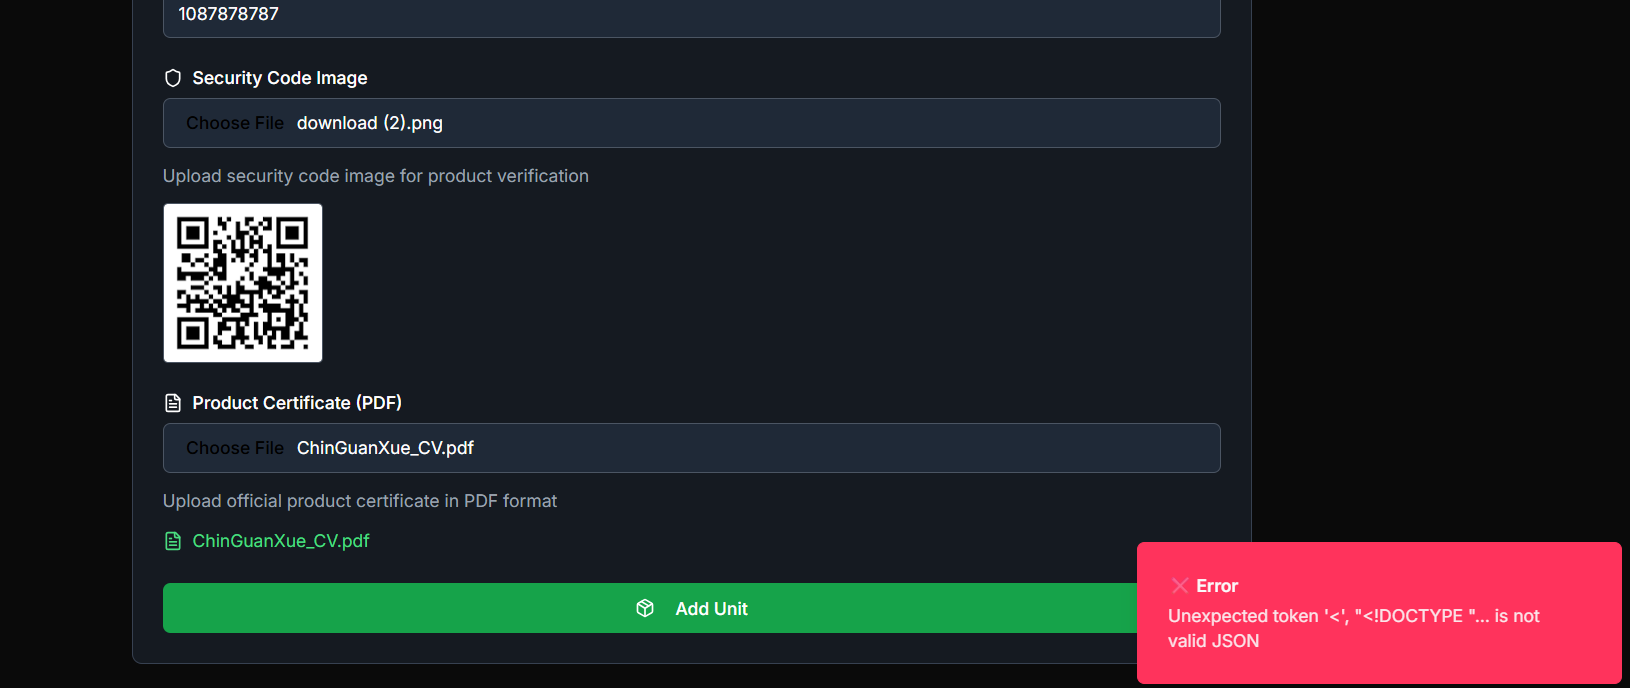 1087878787
Security Code Image
Choose File download (2).png
Upload security code image for product verification
Product Certificate (PDF)
Choose File ChinGuanXue_CV.pdf
Upload official product certificate in PDF format
ChinGuanXue_CV.pdf
Add Unit
Error
Unexpected token '<', "<!DOCTYPE "... is not
valid JSON